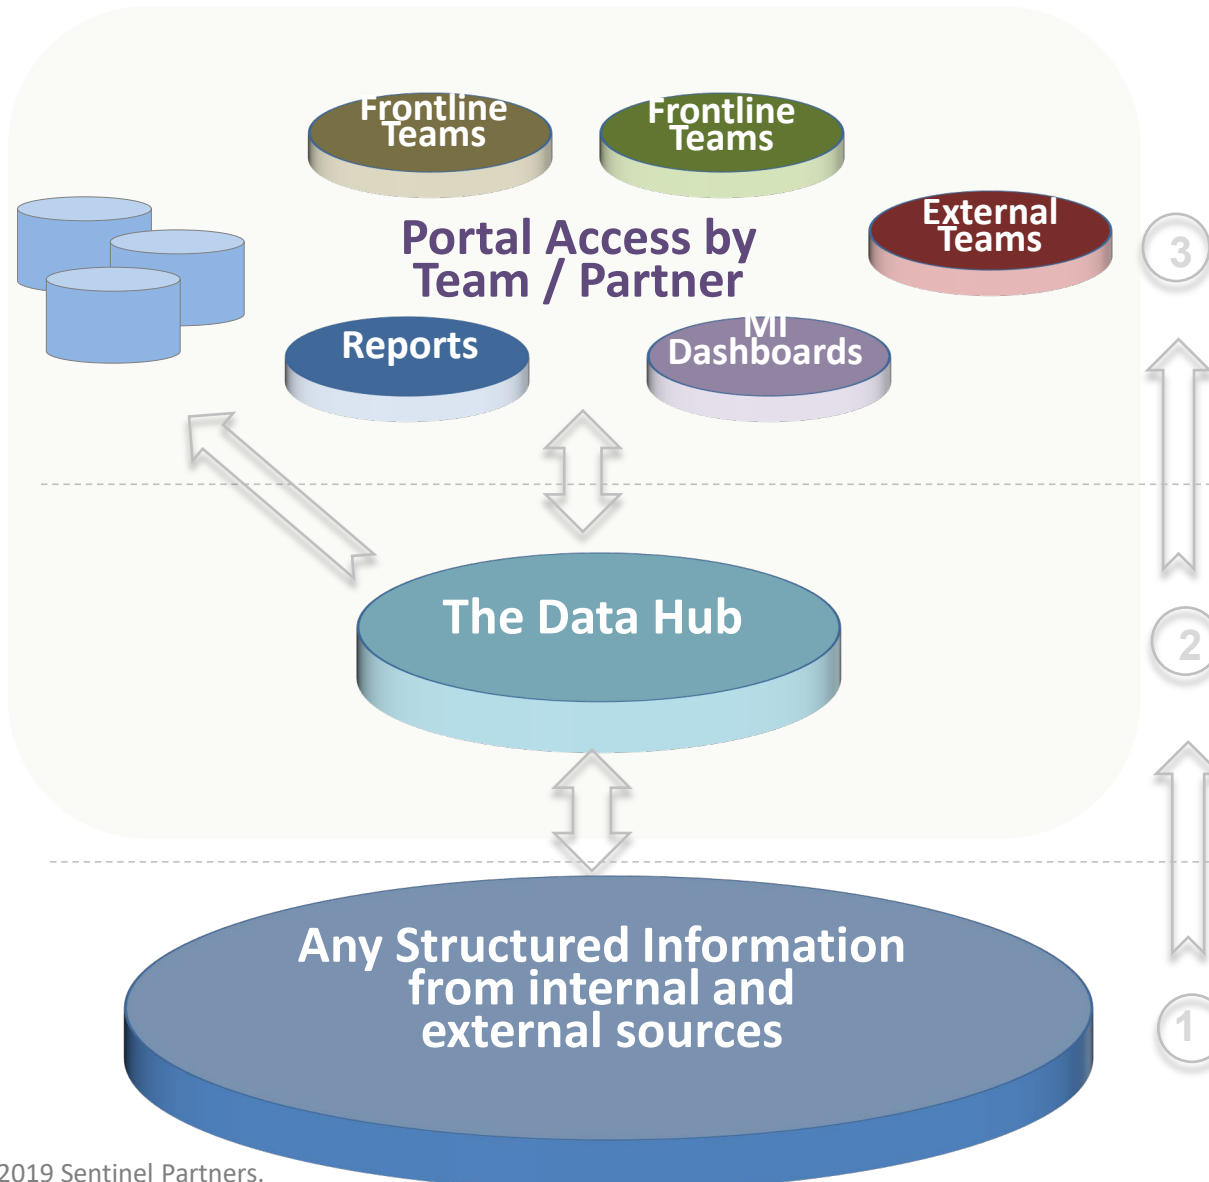 Frontline
Teams
Frontline
Teams
External
Teams
Portal Access by
Team / Partner
3
Reports
MI
Dashboards
The Data Hub
2
Any Structured Information
from internal and
external sources
1
2019 Sentinel Partners.